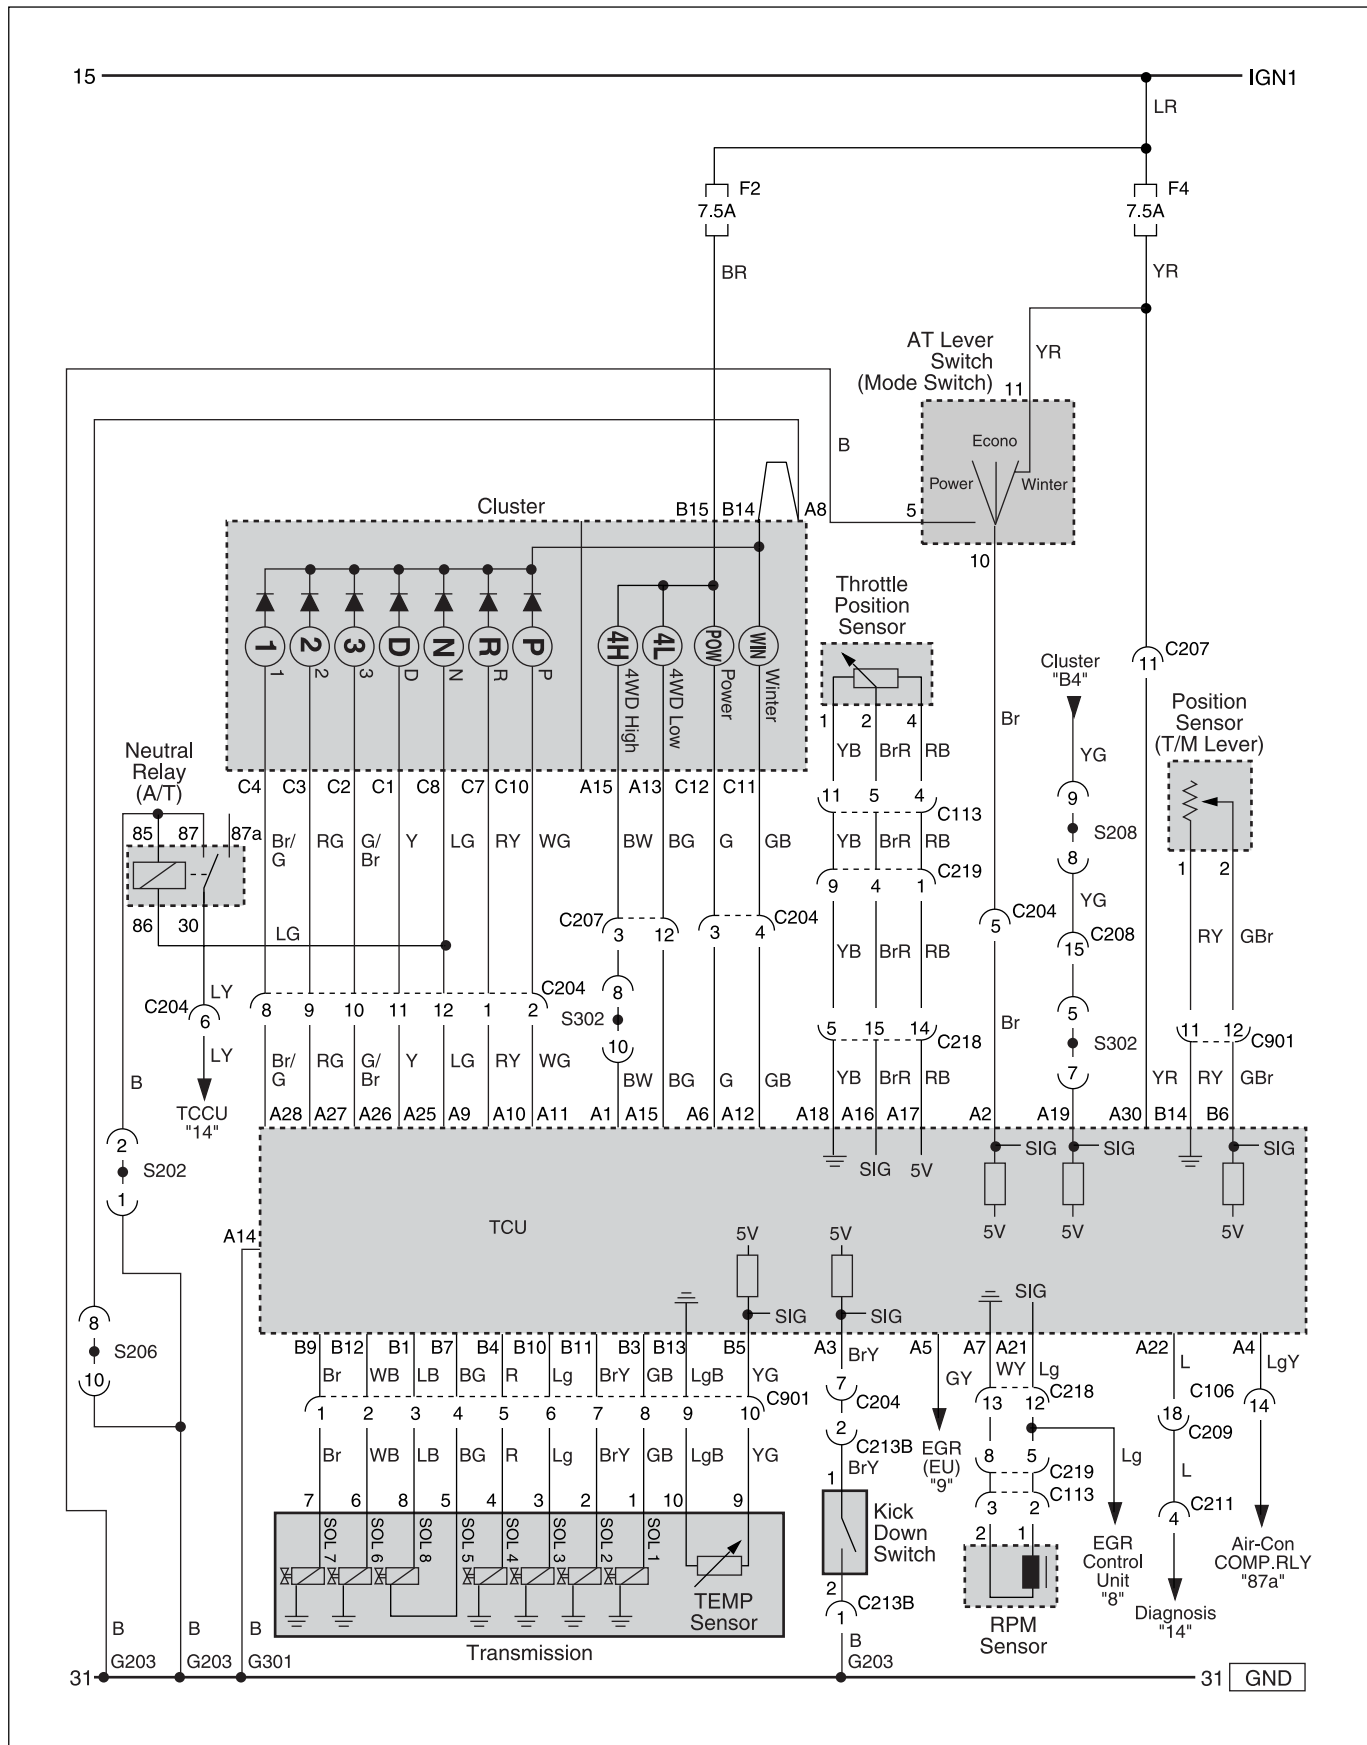 15
IGN1
LR
F2
7.5A
F4
7.5A
BR
YR
AT Lever
Switch
(Mode Switch)
11
YR
B
Econo
Power
Winter
5
10
Cluster
B15 B14 A8
1 2 3 D N R P
4H 4L POW WIN
1 2 3 D N R P
4WD High
4WD Low
Power
Winter
Throttle
Position
Sensor
1 2 4
YB BrR RB
11 5 4
C113
YB BrR RB
C219
9 4 1
YB BrR RB
5 15 14
C218
YB BrR RB
Br
C204
5
Br
Cluster
"B4"
YG
9
S208
8
YG
C208
15
5
S302
7
C207
11
YR
Position
Sensor
(T/M Lever)
1 2
RY GBr
11 12
C901
RY GBr
Neutral
Relay
(A/T)
85 87 87a
86 30
LG
LY
C204
6
LY
TCCU
"14"
B
2
S202
1
C4 C3 C2 C1 C8 C7 C10
A15 A13 C12 C11
Br/
G
RG
G/
Br
Y LG RY WG
BW BG G GB
C207
3 12
C204
3 4
8
S302
10
C204
8 9 10 11 12 1 2
Br/
G
RG
G/
Br
Y LG RY WG
BW BG G GB
A28 A27 A26 A25 A9 A10 A11 A1 A15 A6 A12 A18 A16 A17 A2 A19 A30 B14 B6
SIG 5V
SIG SIG SIG
5V 5V 5V
TCU
A14
5V 5V
SIG SIG
SIG
8
S206
10
B9 B12 B1 B7 B4 B10 B11 B3 B13 B5 A3 A5 A7 A21 A22 A4
Br WB LB BG R Lg BrY GB LgB YG
C901
1 2 3 4 5 6 7 8 9 10
Br WB LB BG R Lg BrY GB LgB YG
7 6 8 5 4 3 2 1 10 9
SOL 7
SOL 6
SOL 8
SOL 5
SOL 4
SOL 3
SOL 2
SOL 1
TEMP
Sensor
Transmission
BrY
7
C204
2
C213B
BrY
1
Kick
Down
Switch
2
C213B
1
B
G203
GY
EGR
(EU)
"9"
WY Lg
C218
13 12
8 5
C219
C113
3 2
2 1
RPM
Sensor
Lg
EGR
Control
Unit
"8"
L
C106
18
C209
L
C211
4
Diagnosis
"14"
LgY
14
Air-Con
COMP.RLY
"87a"
B B B
G203 G203 G301
31
31
GND